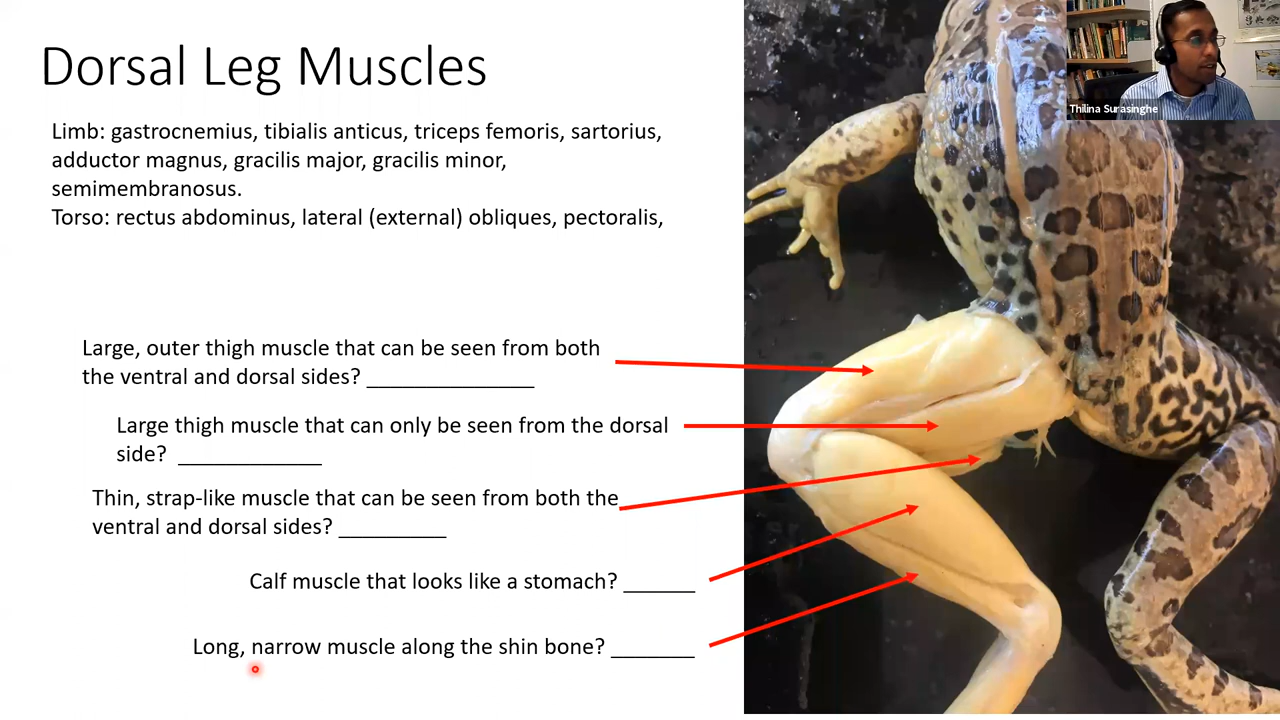 Dorsal Leg Muscles
Limb: gastrocnemius, tibialis anticus, triceps femoris, sartorius,
adductor magnus, gracilis major, gracilis minor,
semimembranosus.
Torso: rectus abdominus, lateral (external) obliques, pectoralis,
Large, outer thigh muscle that can be seen from both
the ventral and dorsal sides? ______________
Large thigh muscle that can only be seen from the dorsal
side? ____________
Thin, strap-like muscle that can be seen from both the
ventral and dorsal sides? _________
Calf muscle that looks like a stomach? ______
Long, narrow muscle along the shin bone? _______
Thilina Surasinghe